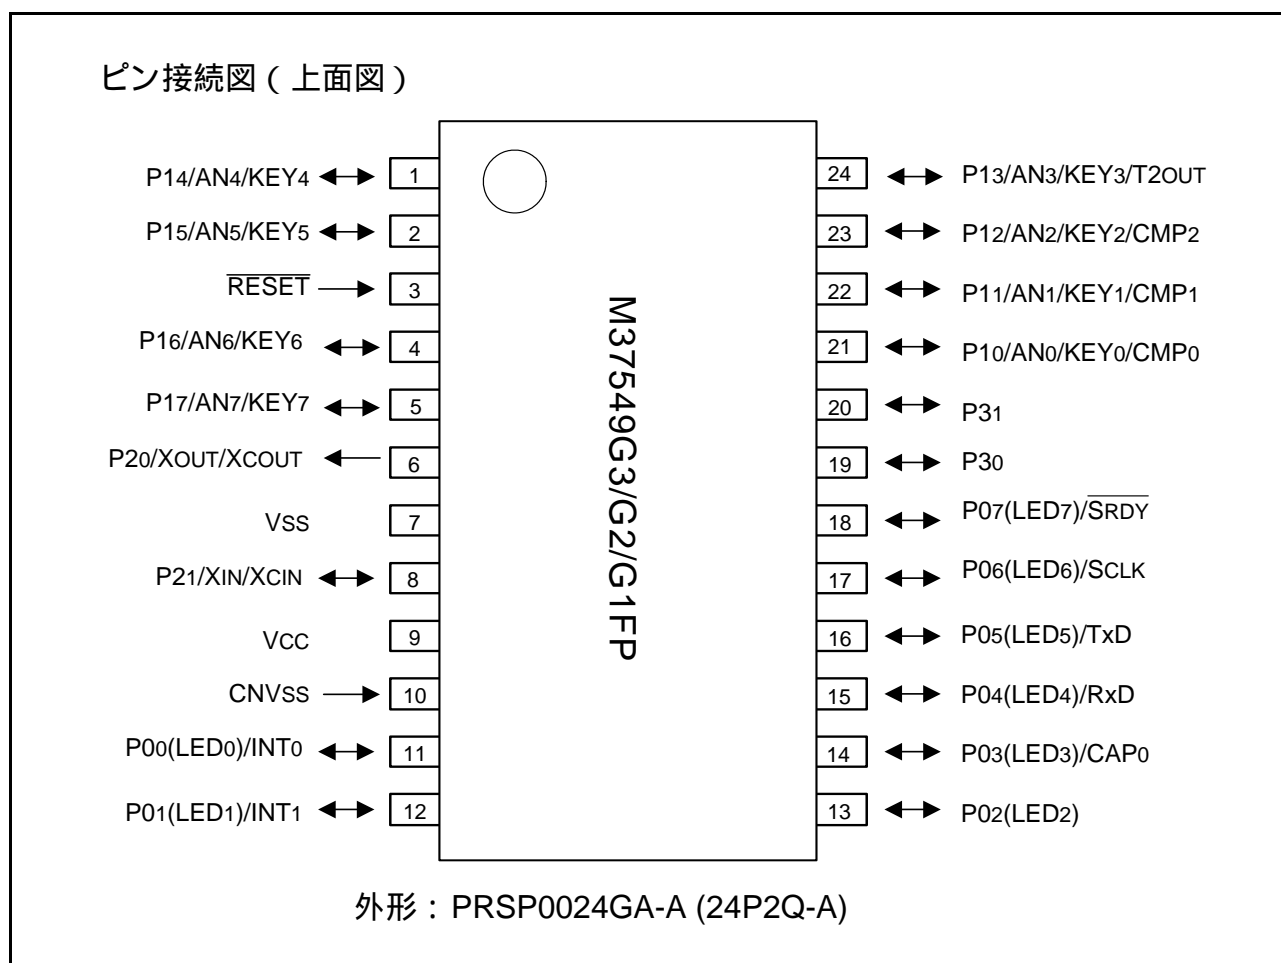 ピン接続図(上面図)
P14/AN4/KEY4 1
P15/AN5/KEY5 2
RESET 3
P16/AN6/KEY6 4
P17/AN7/KEY7 5
P20/XOUT/XCOUT 6
VSS 7
P21/XIN/XCIN 8
VCC 9
CNVSS 10
P00(LED0)/INT0 11
P01(LED1)/INT1 12
M37549G3/G2/G1FP
24 P13/AN3/KEY3/T2OUT
23 P12/AN2/KEY2/CMP2
22 P11/AN1/KEY1/CMP1
21 P10/AN0/KEY0/CMP0
20 P31
19 P30
18 P07(LED7)/SRDY
17 P06(LED6)/SCLK
16 P05(LED5)/TxD
15 P04(LED4)/RxD
14 P03(LED3)/CAP0
13 P02(LED2)
外形:PRSP0024GA-A (24P2Q-A)